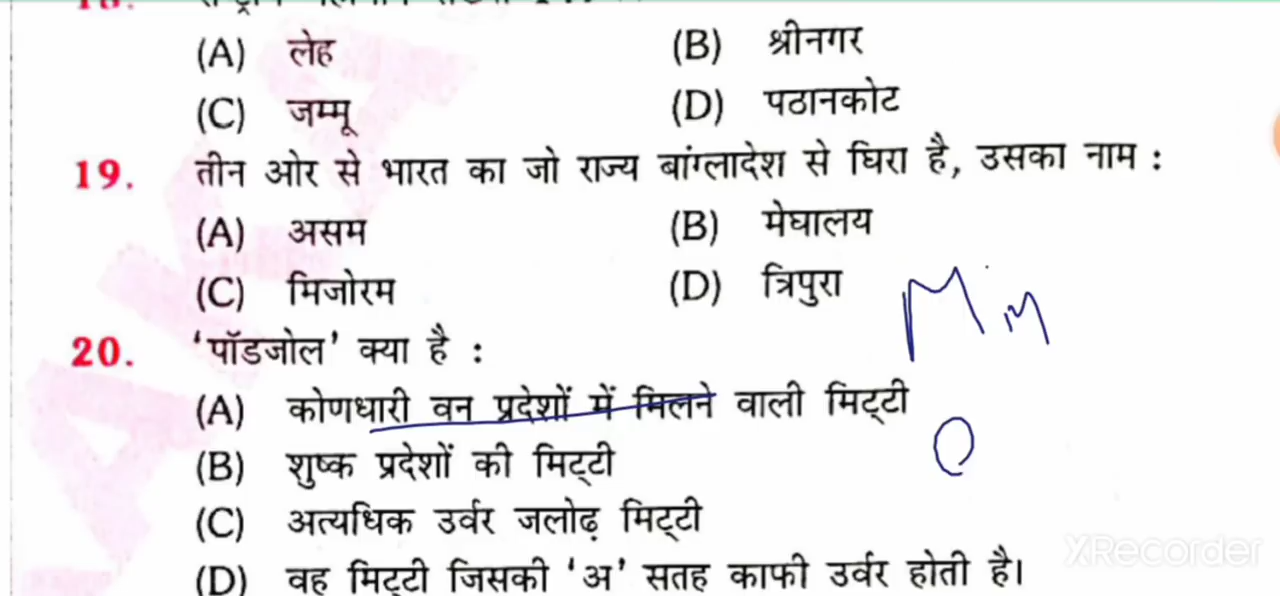 (A) लेह (B) श्रीनगर
(C) जम्मू (D) पठानकोट
19. तीन ओर से भारत का जो राज्य बांग्लादेश से घिरा है, उसका नाम :
(A) असम (B) मेघालय
(C) मिजोरम (D) त्रिपुरा
20. 'पॉडजोल' क्या है :
(A) कोणधारी वन प्रदेशों में मिलने वाली मिट्टी
(B) शुष्क प्रदेशों की मिट्टी
(C) अत्यधिक उर्वर जलोढ़ मिट्टी
(D) वह मिट्टी जिसकी 'अ' सतह काफी उर्वर होती है।
XRecorder